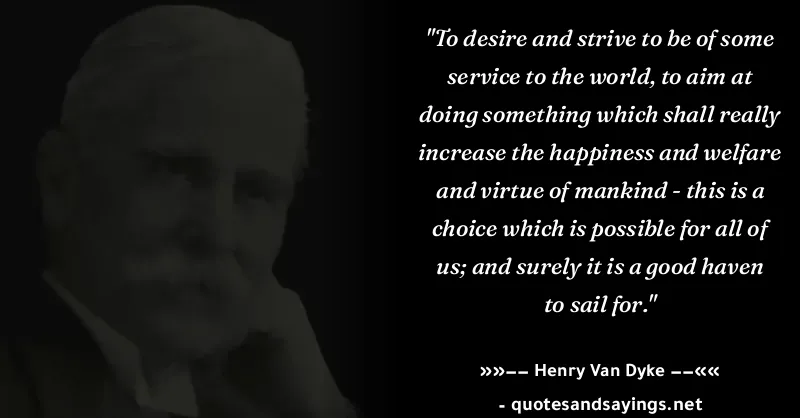 "To desire and strive to be of some
service to the world, to aim at
doing something which shall really
increase the happiness and welfare
and virtue of mankind - this is a
choice which is possible for all of
us; and surely it is a good haven
to sail for."
»»–– Henry Van Dyke ––««
- quotesandsayings.net